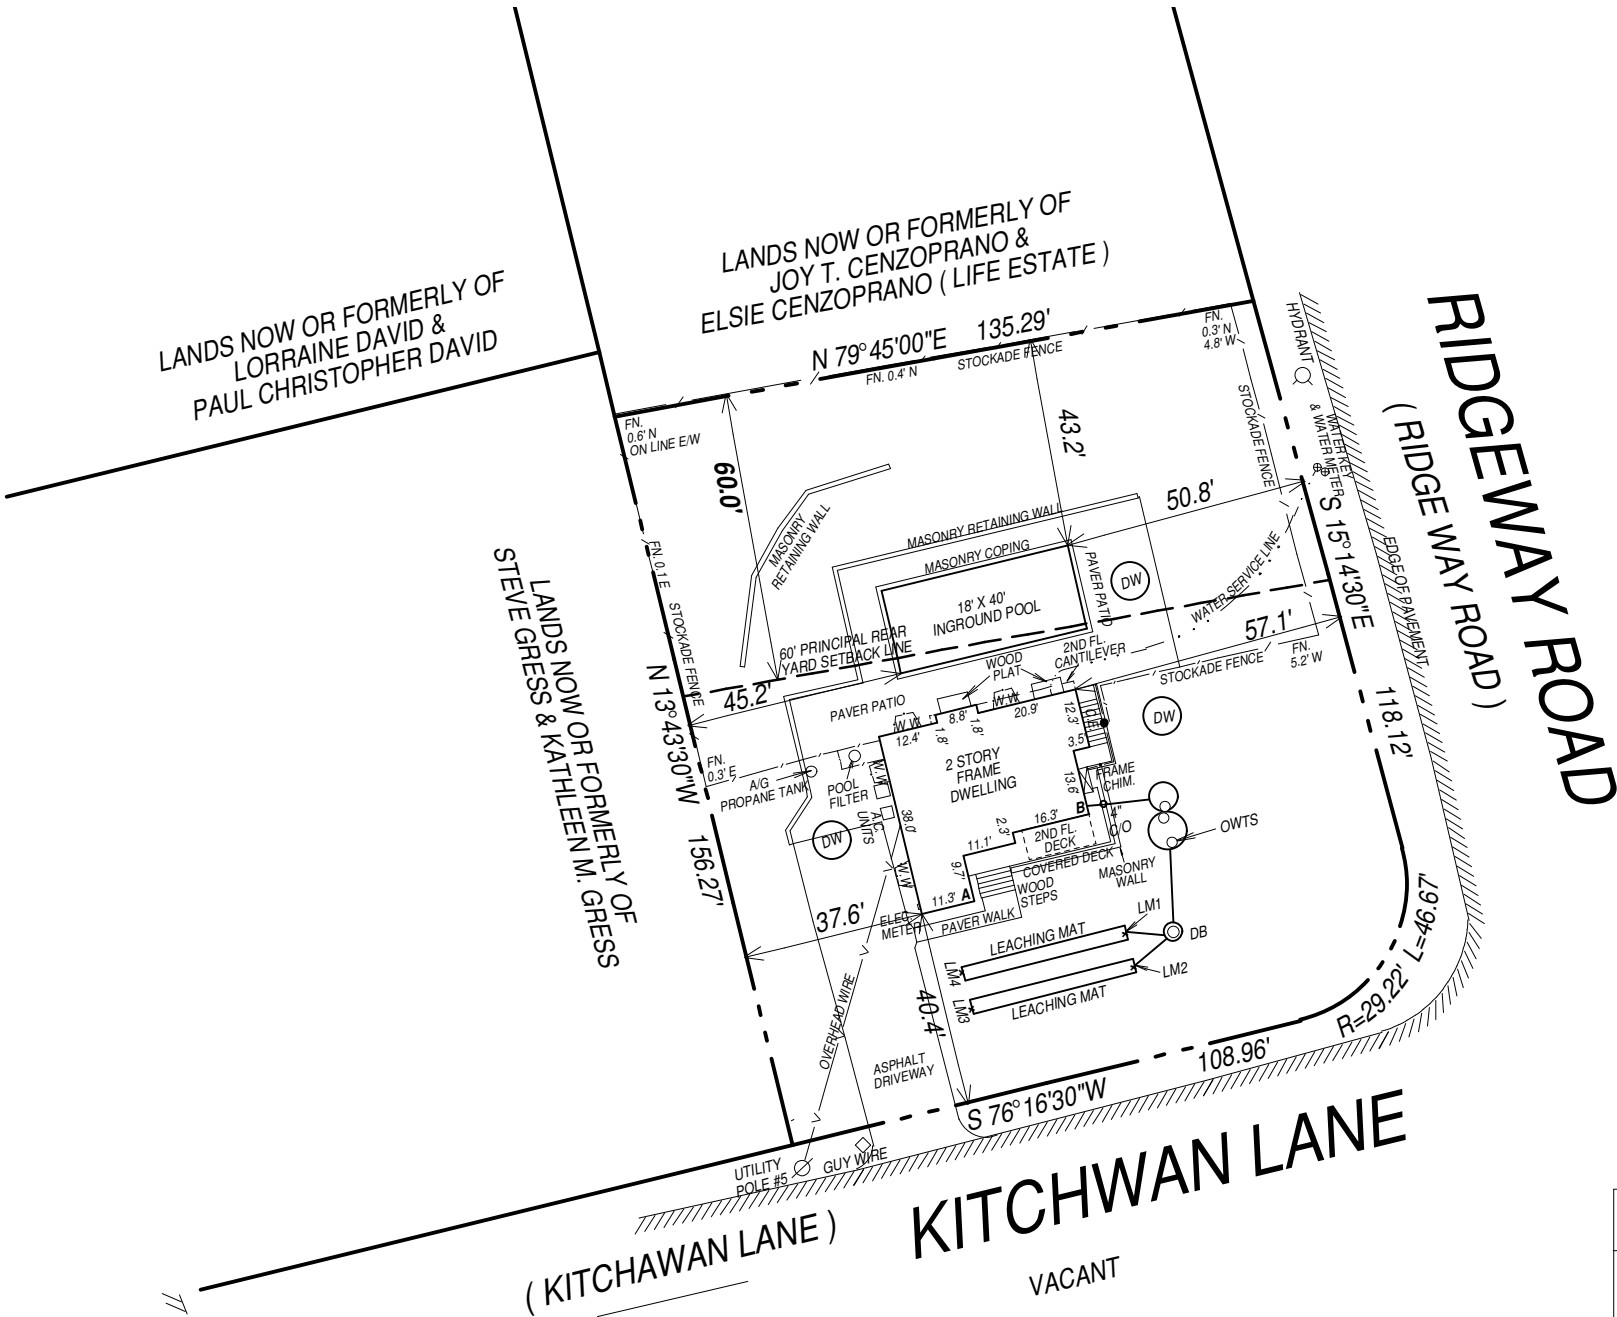 LANDS NOW OR FORMERLY OF
LORRAINE DAVID &
PAUL CHRISTOPHER DAVID
LANDS NOW OR FORMERLY OF
JOY T. CENZOPRANO &
ELSIE CENZOPRANO ( LIFE ESTATE )
N 79°45'00"E 135.29'
FN. 0.4' N
STOCKADE FENCE
FN.
0.3' N
4.8' W
HYDRANT
RIDGEWAY ROAD
( RIDGE WAY ROAD )
FN.
0.6' N
ON LINE E/W
60.0'
43.2'
STOCKADE FENCE
WATER KEY
& WATER METER
50.8'
S 15°14'30"E
118.12'
EDGE OF PAVEMENT
MASONRY
RETAINING WALL
MASONRY RETAINING WALL
MASONRY COPING
18' X 40'
INGROUND POOL
PAVER PATIO
DW
WATER SERVICE LINE
FN. 0.1 E
STOCKADE FENCE
LANDS NOW OR FORMERLY OF
STEVE GRESS & KATHLEEN M. GRESS
60' PRINCIPAL REAR
YARD SETBACK LINE
WOOD
PLAT
2ND FL.
CANTILEVER
57.1'
STOCKADE FENCE
FN.
5.2' W
45.2'
PAVER PATIO
N 13°43'30"W
156.27'
W.W
8.8'
W.W
20.9'
12.3'
12.4'
1.8'
1.8'
3.5'
DW
FN.
0.3' E
A/G
PROPANE TANK
POOL
FILTER
W.W
2 STORY
FRAME
DWELLING
13.6'
FRAME
CHIM.
A.C.
UNITS
38.0'
DW
16.3'
B
4"
C/O
2.3'
2ND FL.
DECK
11.1'
COVERED DECK
OWTS
9.7'
W.W
WOOD
STEPS
MASONRY
WALL
11.3'
A
37.6'
ELEC.
METER
PAVER WALK
LM1
LEACHING MAT
DB
LM4
LM2
LM3
LEACHING MAT
40.4'
OVERHEAD WIRE
R=29.22' L=46.67'
ASPHALT
DRIVEWAY
S 76°16'30"W
108.96'
UTILITY
POLE #5
GUY WIRE
KITCHWAN LANE
( KITCHAWAN LANE )
VACANT